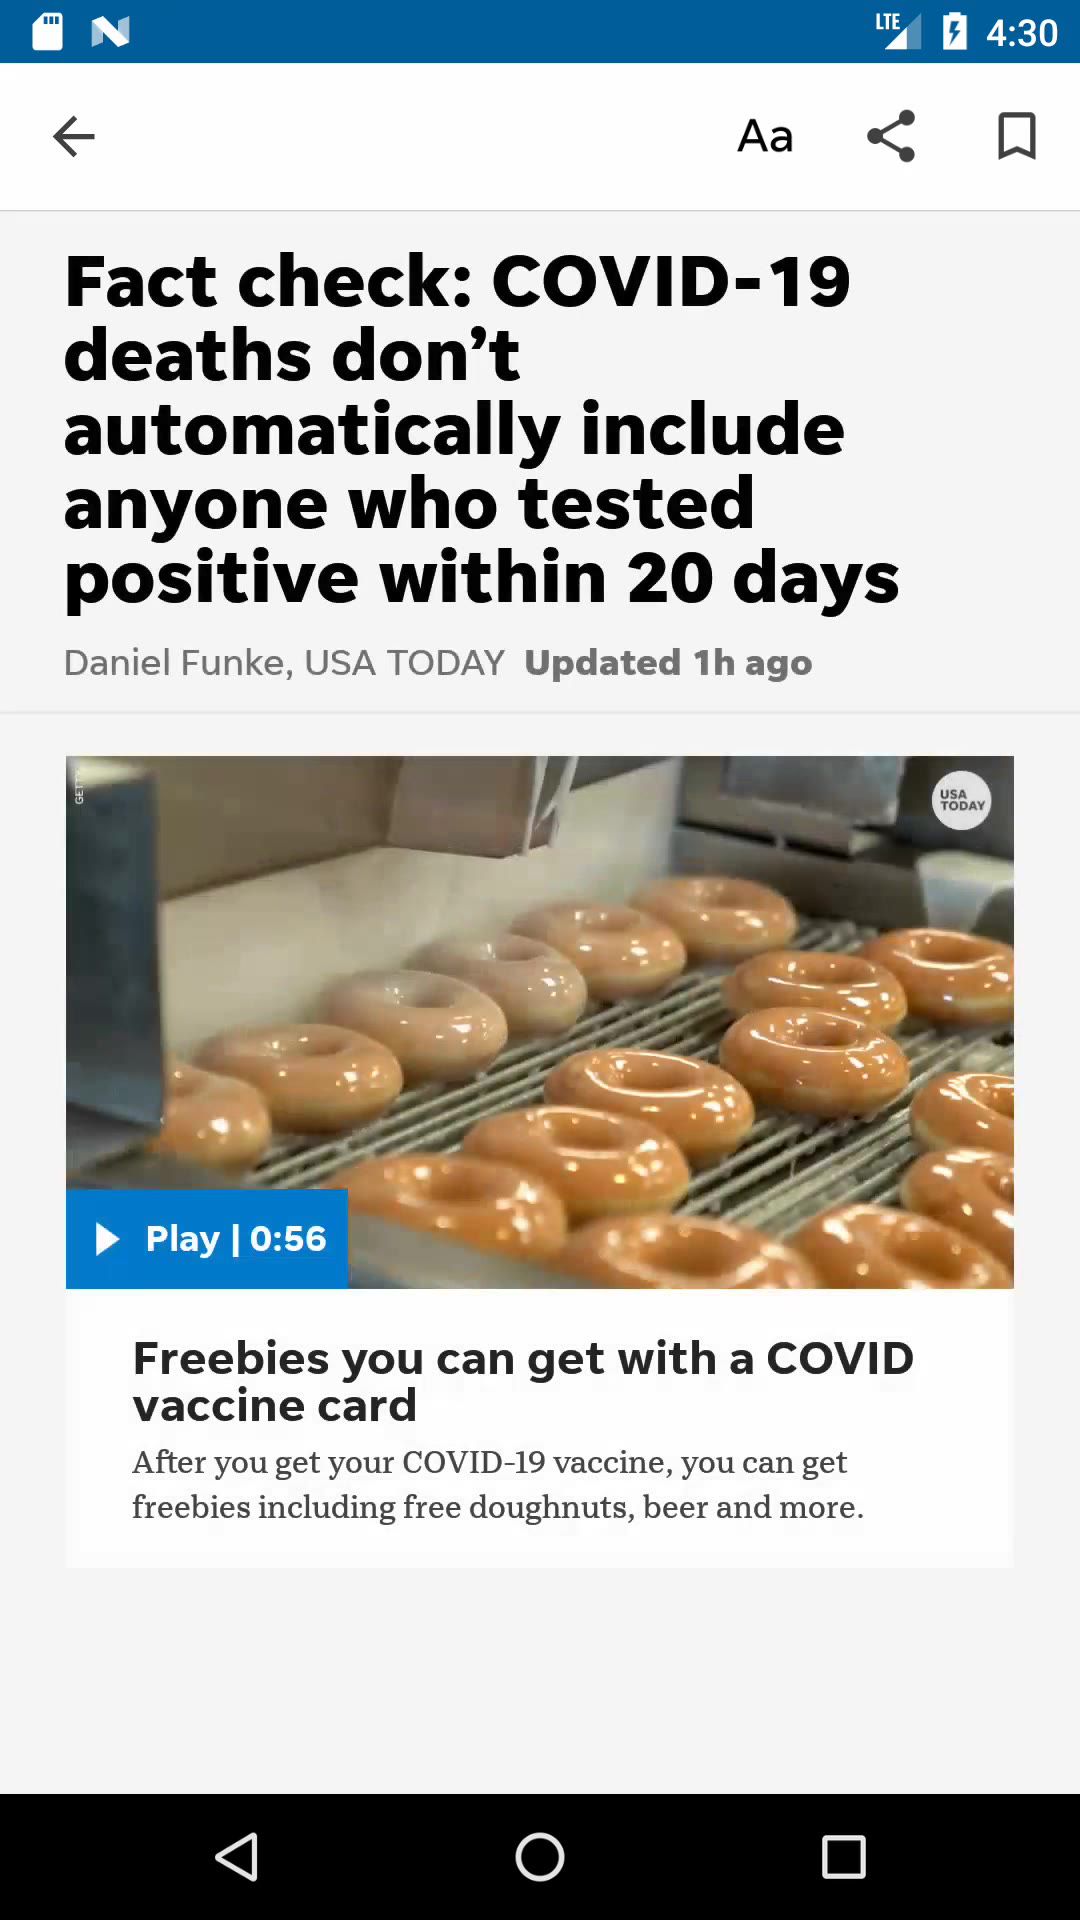 LTE
4:30
Aa
Fact check: COVID-19
deaths don’t
automatically include
anyone who tested
positive within 20 days
Daniel Funke, USA TODAY Updated 1h ago
USA
TODAY
Play | 0:56
Freebies you can get with a COVID
vaccine card
After you get your COVID-19 vaccine, you can get
freebies including free doughnuts, beer and more.